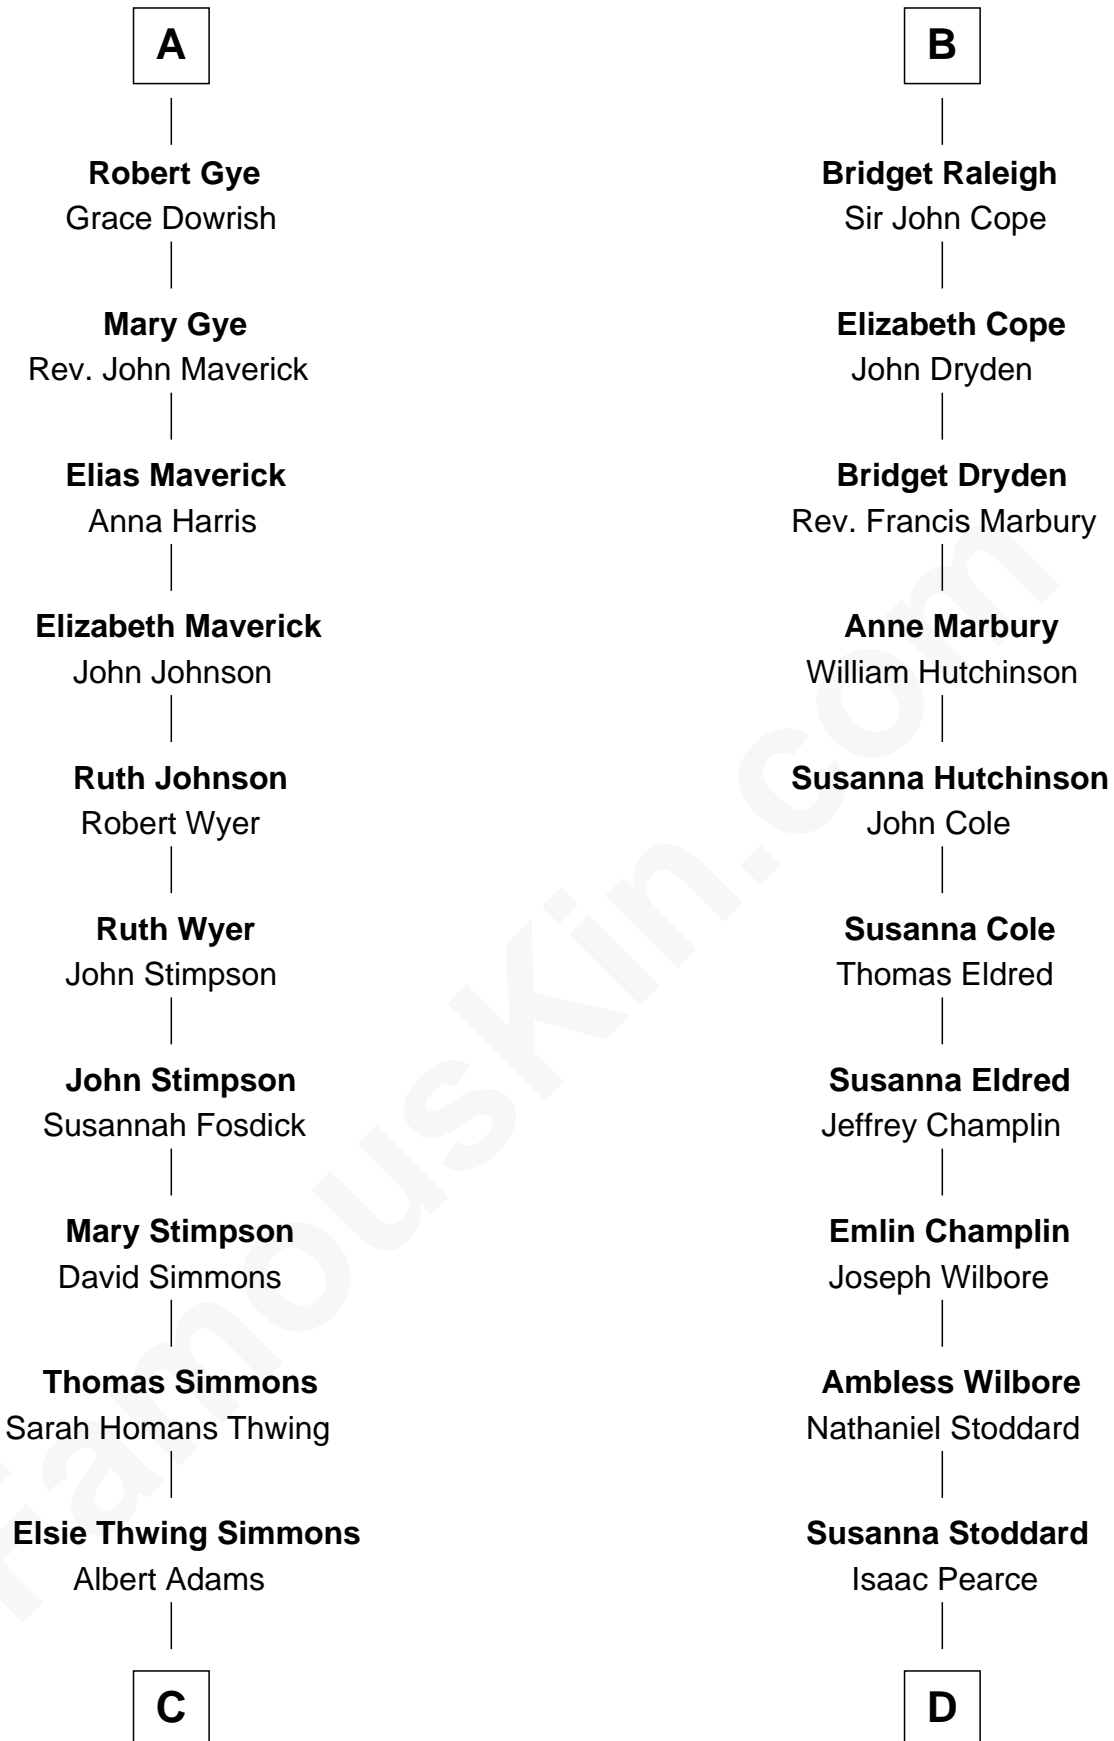 A
Robert Gye
Grace Dowrish
Mary Gye
Rev. John Maverick
Elias Maverick
Anna Harris
Elizabeth Maverick
John Johnson
Ruth Johnson
Robert Wyer
Ruth Wyer
John Stimpson
John Stimpson
Susannah Fosdick
Mary Stimpson
David Simmons
Thomas Simmons
Sarah Homans Thwing
Elsie Thwing Simmons
Albert Adams
C
B
Bridget Raleigh
Sir John Cope
Elizabeth Cope
John Dryden
Bridget Dryden
Rev. Francis Marbury
Anne Marbury
William Hutchinson
Susanna Hutchinson
John Cole
Susanna Cole
Thomas Eldred
Susanna Eldred
Jeffrey Champlin
Emlin Champlin
Joseph Wilbore
Ambless Wilbore
Nathaniel Stoddard
Susanna Stoddard
Isaac Pearce
D
FamousKin.com